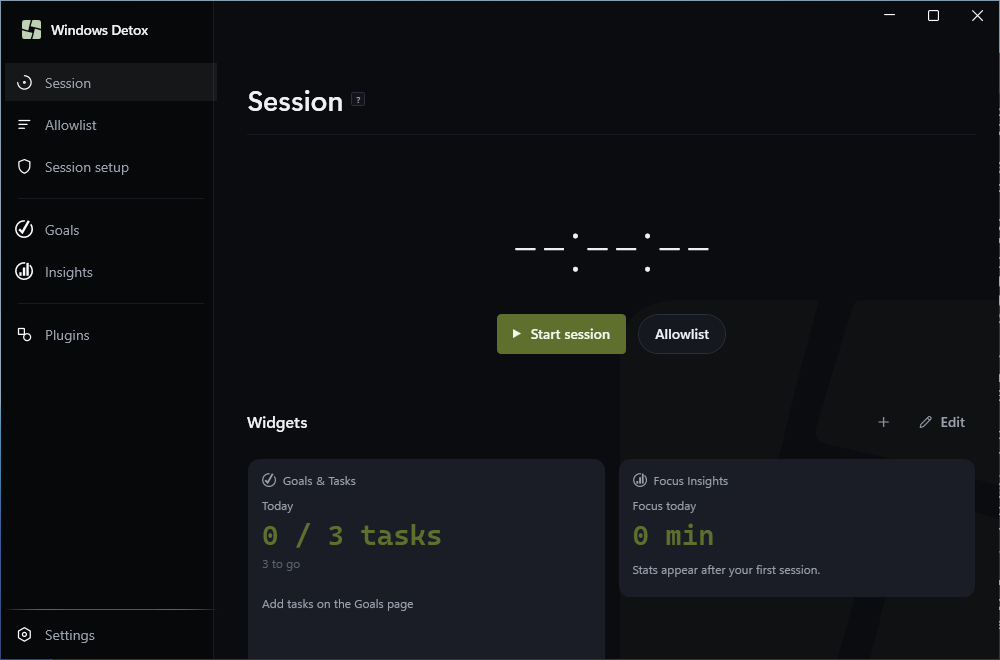 Windows Detox
Session
Allowlist
Session setup
Goals
Insights
Plugins
Settings
Session ?
– – : – – : – –
Start session
Allowlist
Widgets
+ Edit
Goals & Tasks
Today
0 / 3 tasks
3 to go
Add tasks on the Goals page
Focus Insights
Focus today
0 min
Stats appear after your first session.